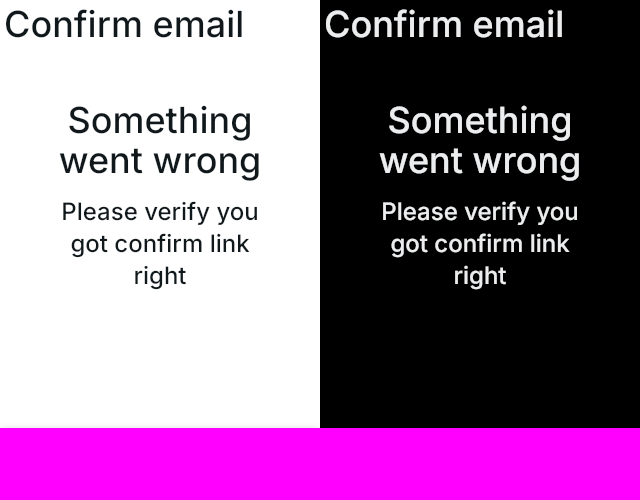 Confirm email
Something
went wrong
Please verify you
got confirm link
right
Confirm email
Something
went wrong
Please verify you
got confirm link
right